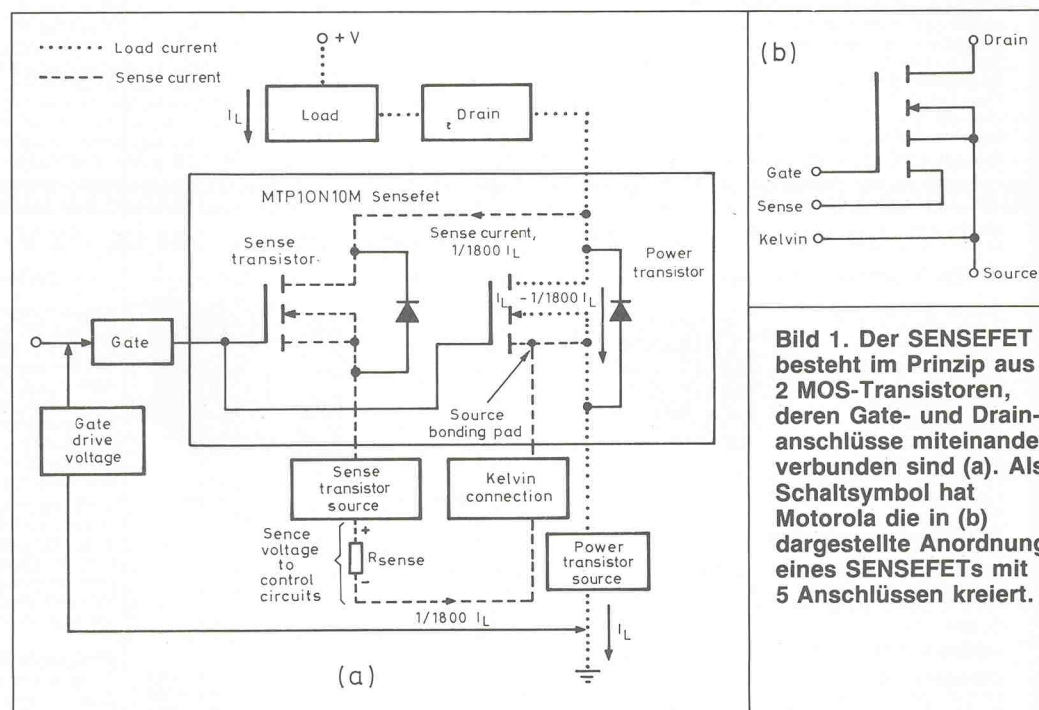 Load current
Sense current
+ V
I_L
Load
Drain
MTP10N10M Sensefet
Sense transistor
Sense current,
1/1800 I_L
Power
transistor
I_L
- 1/1800 I_L
Gate
Gate
drive
voltage
Source
bonding pad
Sense
transistor
source
Kelvin
connection
Sence
voltage
to
control
circuits
+
Rsense
-
1/1800 I_L
Power
transistor
source
I_L
(a)
(b)
Drain
Gate
Sense
Kelvin
Source
Bild 1. Der SENSEFET
besteht im Prinzip aus
2 MOS-Transistoren,
deren Gate- und Drain-
anschlüsse miteinande
verbunden sind (a). Als
Schaltsymbol hat
Motorola die in (b)
dargestellte Anordnung
eines SENSEFETs mit
5 Anschlüssen kreiert.